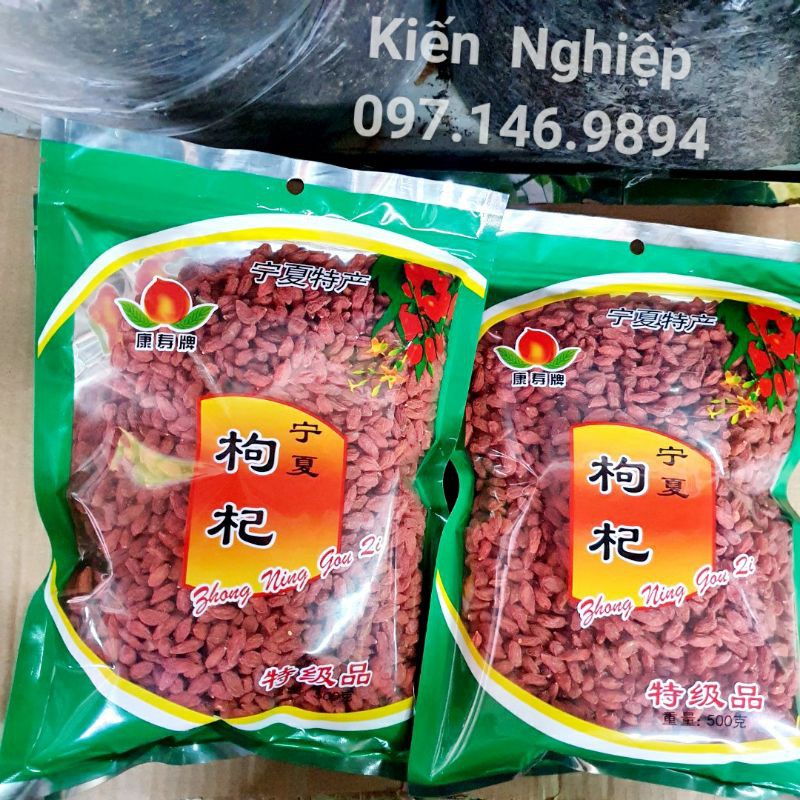 Kiến Nghiệp
097.146.9894
宁夏特产
康寿牌
宁夏
枸杞
Zhong Ning Gou Qi
特级品
宁夏特产
康寿牌
宁夏
枸杞
Zhong Ning Gou Qi
特级品
重量: 500克